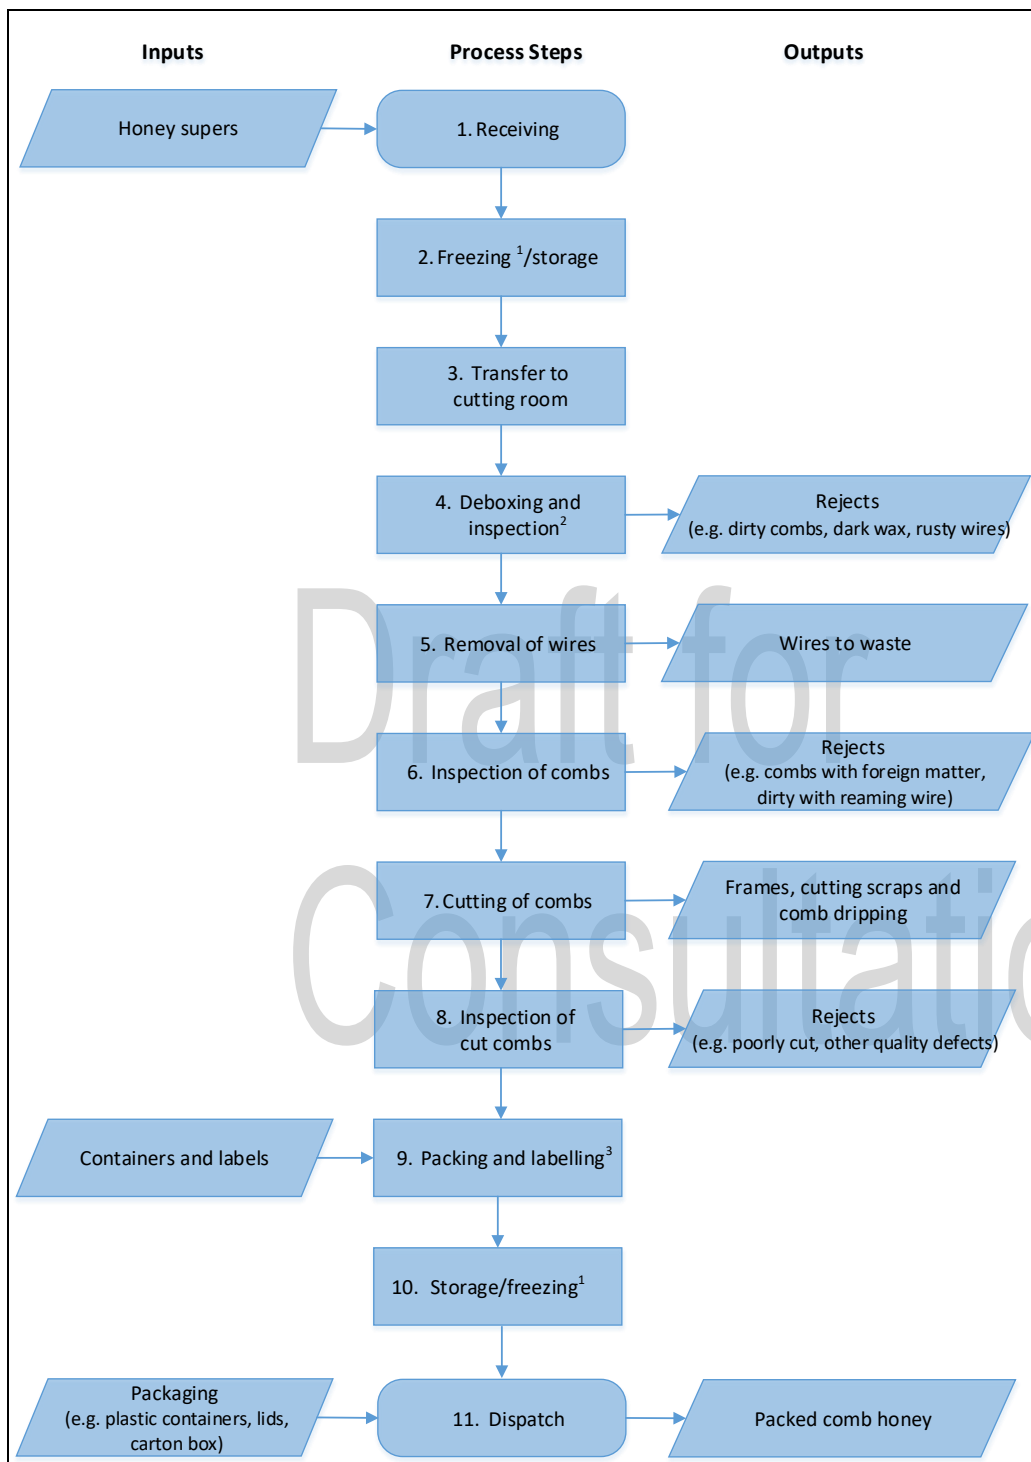 Inputs
Process Steps
Outputs
Honey supers
1. Receiving
2. Freezing 1/storage
3. Transfer to
cutting room
4. Deboxing and
inspection2
Rejects
(e.g. dirty combs, dark wax, rusty wires)
5. Removal of wires
Wires to waste
Draft for
6. Inspection of combs
Rejects
(e.g. combs with foreign matter,
dirty with reaming wire)
7. Cutting of combs
Frames, cutting scraps and
comb dripping
Consultatio
8. Inspection of
cut combs
Rejects
(e.g. poorly cut, other quality defects)
Containers and labels
9. Packing and labelling3
10. Storage/freezing1
Packaging
(e.g. plastic containers, lids,
carton box)
11. Dispatch
Packed comb honey